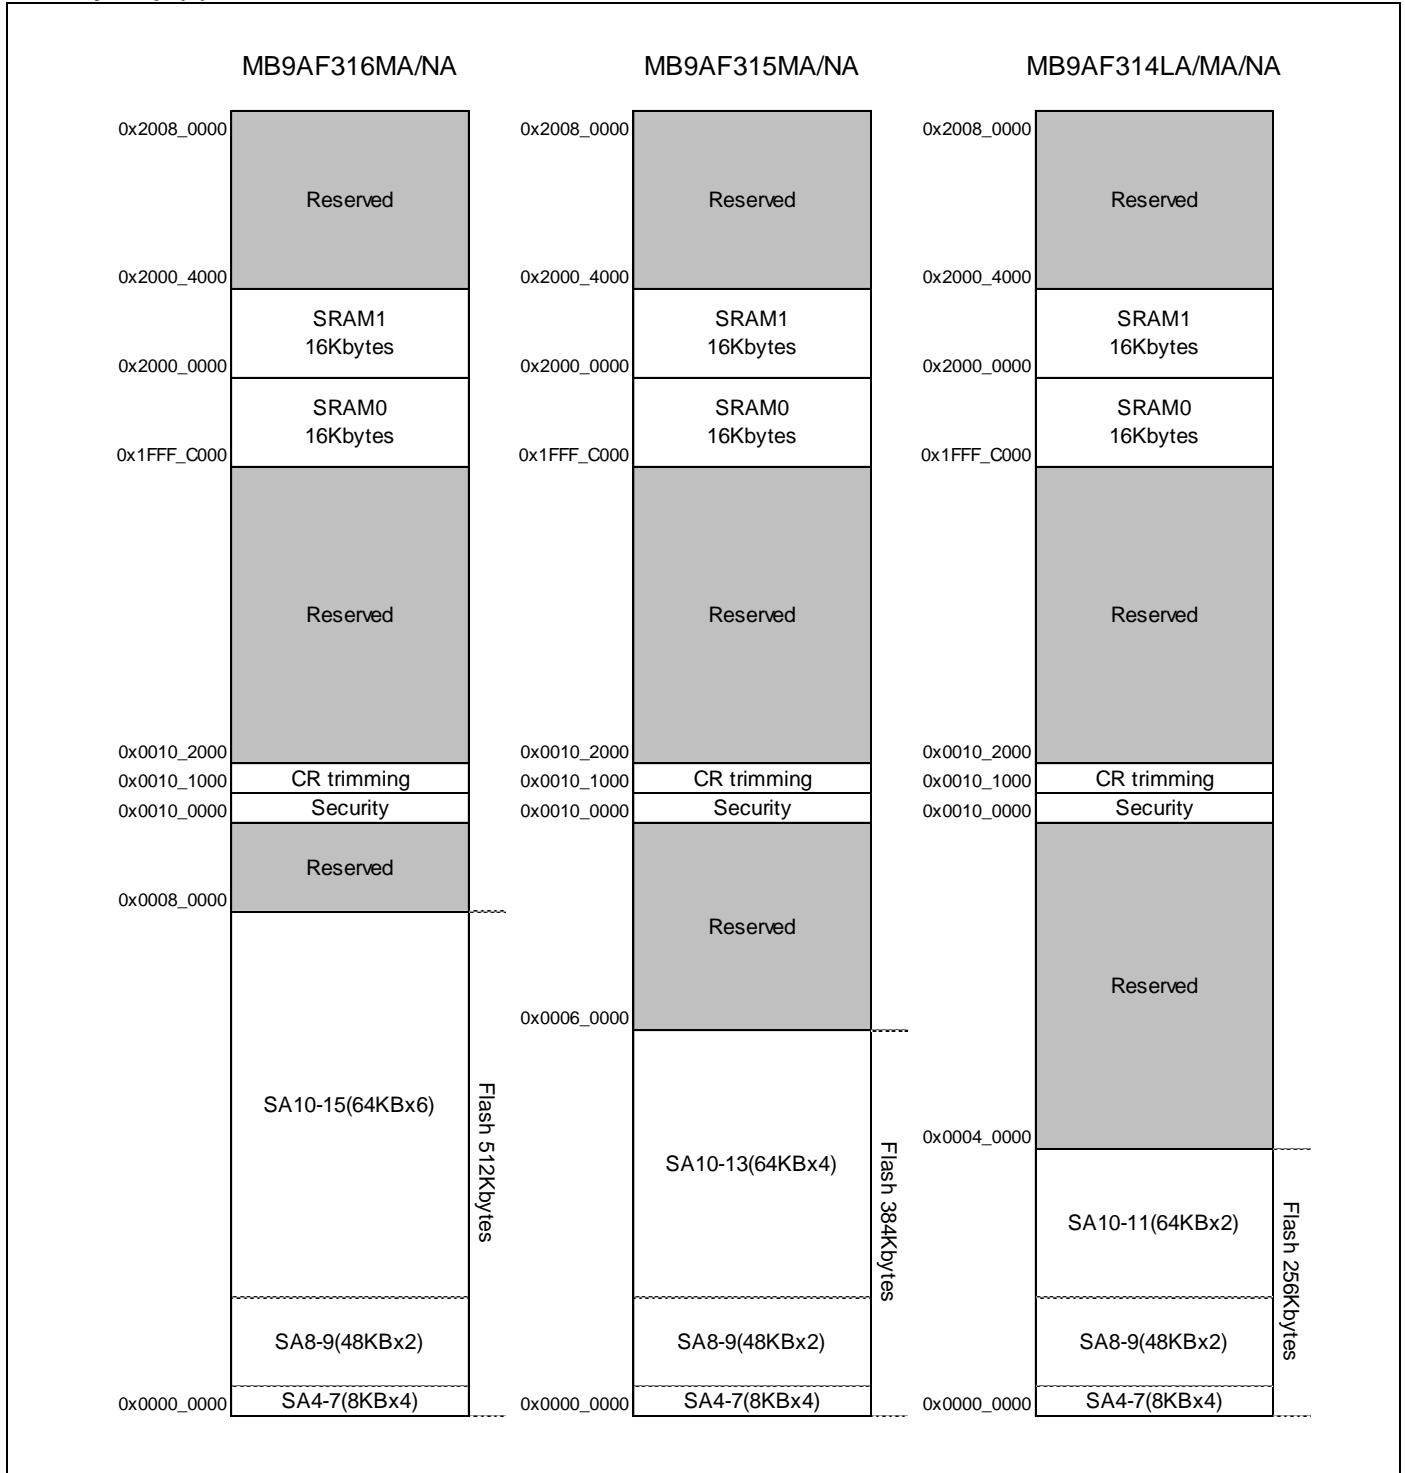 MB9AF316MA/NA
0x2008_0000
Reserved
0x2000_4000
SRAM1
16Kbytes
0x2000_0000
SRAM0
16Kbytes
0x1FFF_C000
Reserved
0x0010_2000
CR trimming
0x0010_1000
Security
0x0010_0000
Reserved
0x0008_0000
SA10-15(64KBx6)
Flash 512Kbytes
SA8-9(48KBx2)
SA4-7(8KBx4)
0x0000_0000
MB9AF315MA/NA
0x2008_0000
Reserved
0x2000_4000
SRAM1
16Kbytes
0x2000_0000
SRAM0
16Kbytes
0x1FFF_C000
Reserved
0x0010_2000
CR trimming
0x0010_1000
Security
0x0010_0000
Reserved
0x0006_0000
SA10-13(64KBx4)
Flash 384Kbytes
SA8-9(48KBx2)
SA4-7(8KBx4)
0x0000_0000
MB9AF314LA/MA/NA
0x2008_0000
Reserved
0x2000_4000
SRAM1
16Kbytes
0x2000_0000
SRAM0
16Kbytes
0x1FFF_C000
Reserved
0x0010_2000
CR trimming
0x0010_1000
Security
0x0010_0000
Reserved
0x0004_0000
SA10-11(64KBx2)
Flash 256Kbytes
SA8-9(48KBx2)
SA4-7(8KBx4)
0x0000_0000